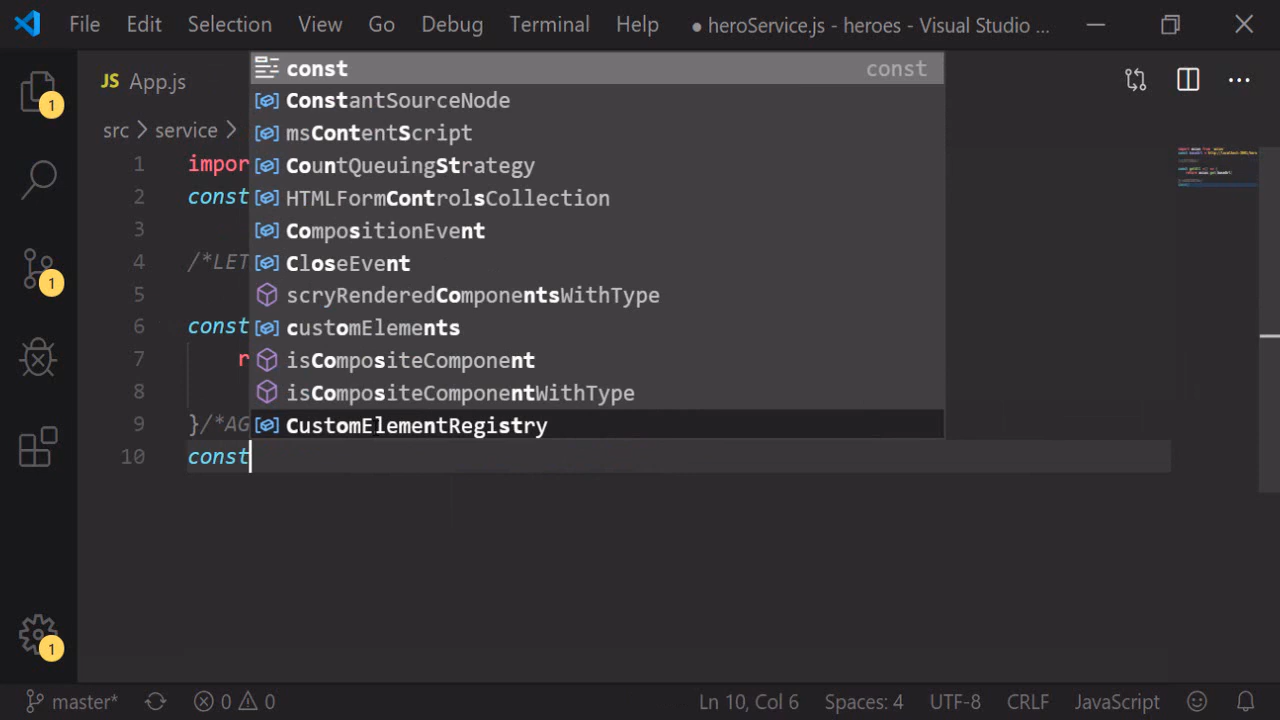 File Edit Selection View Go Debug Terminal Help ● heroService.js - heroes - Visual Studio ...
JS App.js
src > service >
1 impor
2 const
3
4 /*LET
5
6 const
7 r
8
9 }/*AG
10 const
const const
ConstantSourceNode
msContentScript
CountQueuingStrategy
HTMLFormControlsCollection
CompositionEvent
CloseEvent
scryRenderedComponentsWithType
customElements
isCompositeComponent
isCompositeComponentWithType
CustomElementRegistry
1
1
1
master* 0 0 Ln 10, Col 6 Spaces: 4 UTF-8 CRLF JavaScript